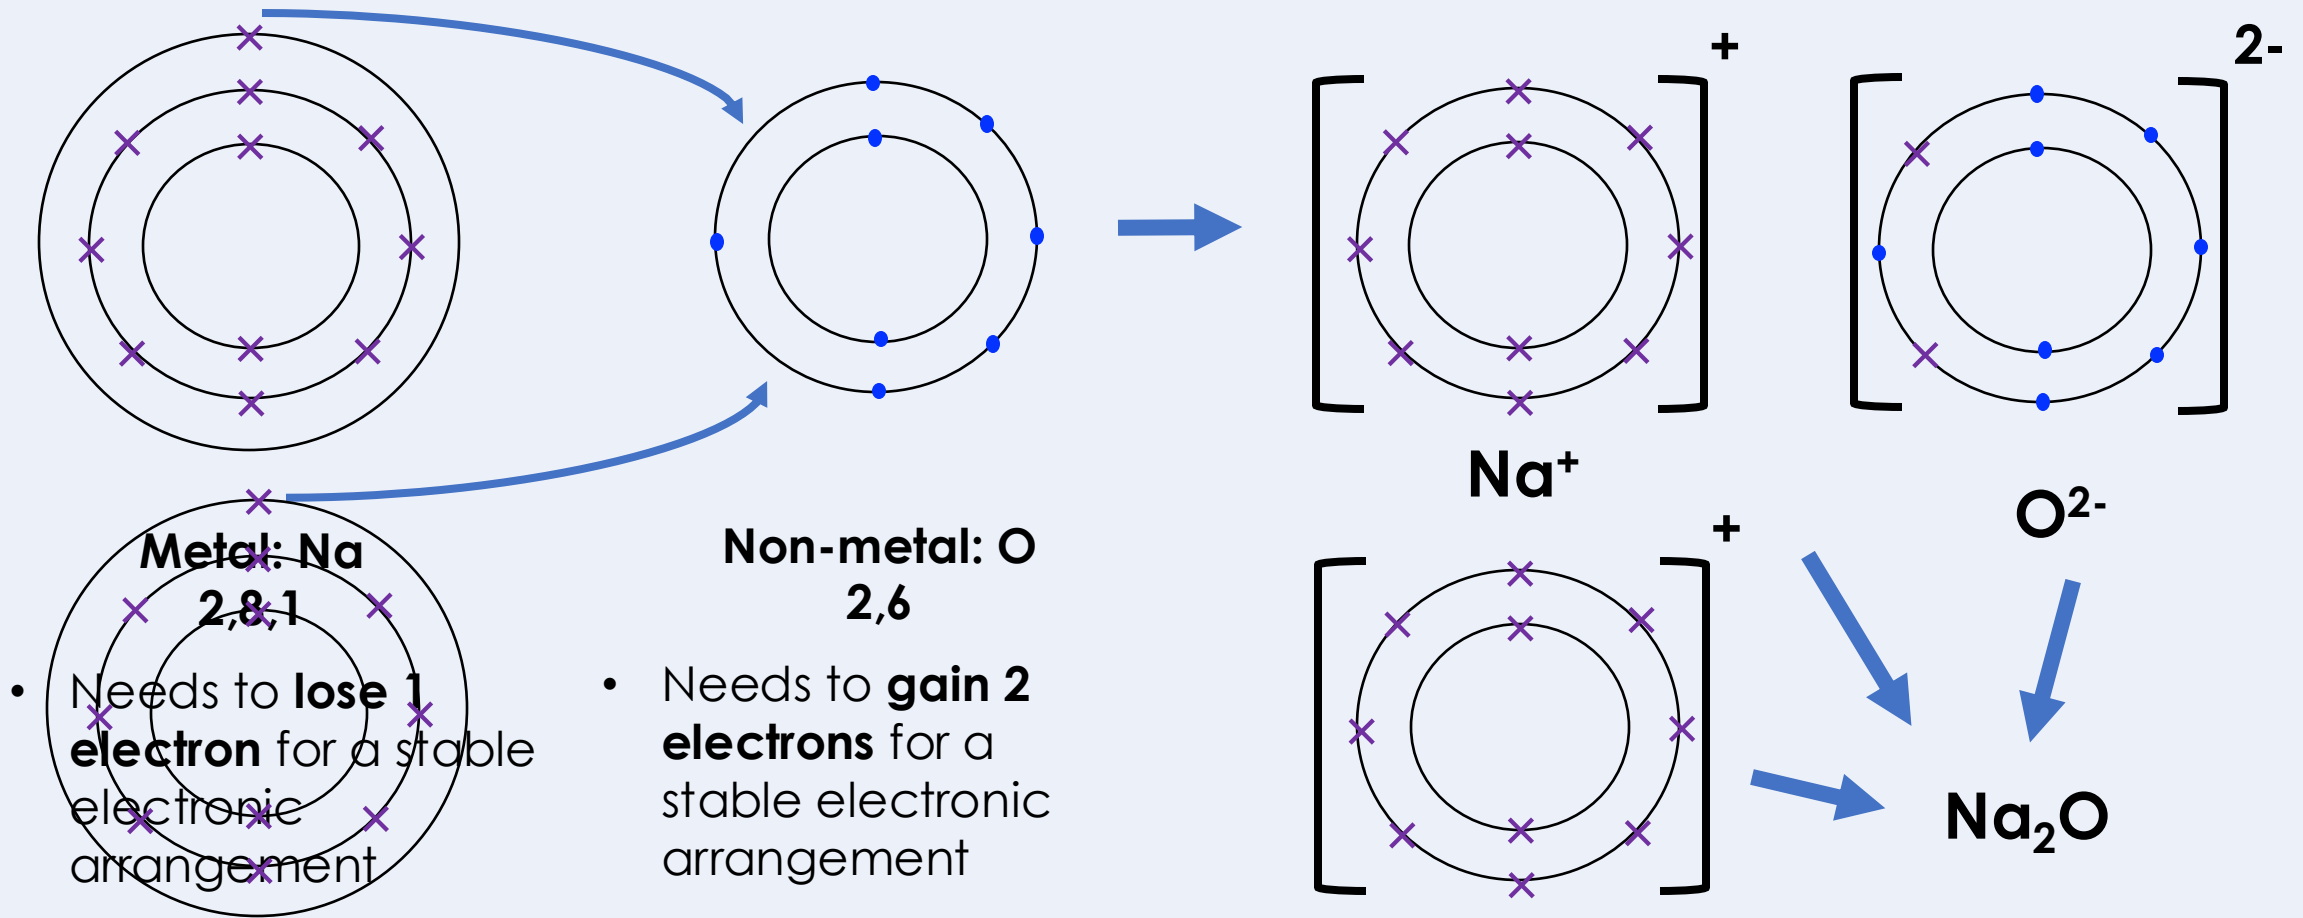 +
2-
Na⁺
O²⁻
+
Metal: Na
2,8,1
• Needs to lose 1
electron for a stable
electronic
arrangement
Non-metal: O
2,6
• Needs to gain 2
electrons for a
stable electronic
arrangement
Na₂O